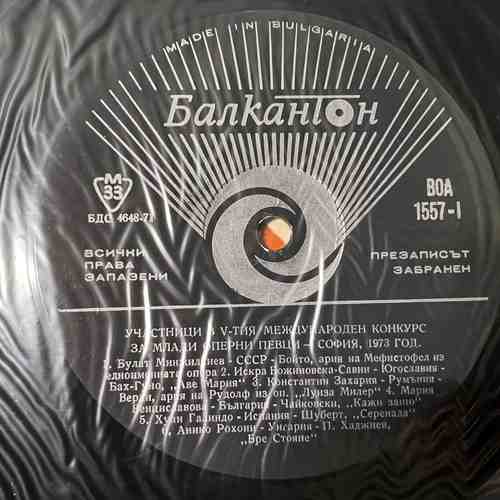 MADE IN BULGARIA
Балкантон
М
33
БДС 4648-71
ВСИЧКИ
ПРАВА
ЗАПАЗЕНИ
ВОА
1557-I
ПРЕЗАПИСЪТ
ЗАБРАНЕН
УЧАСТНИЦИ В V-ТИЯ МЕЖДУНАРОДЕН КОНКУРС
ЗА МЛАДИ ОПЕРНИ ПЕВЦИ – СОФИЯ, 1973 ГОД.
1. Булат Минжилкиев - СССР - Бойто, ария на Мефистофел из
едноименната опера 2. Искра Божиновска-Савин - Югославия -
Бах-Гуно, „Аве Мария" 3. Константин Захария - Румъния -
Верди, ария на Рудолф из оп. „Луиза Милер" 4. Мария
Венциславова - България - Чайковски, „Кажи защо"
5. Хуан Галиндо - Испания - Шуберт, „Серенада"
6. Анико Рохони - Унгария - П. Хаджиев,
„Бре Стояне"